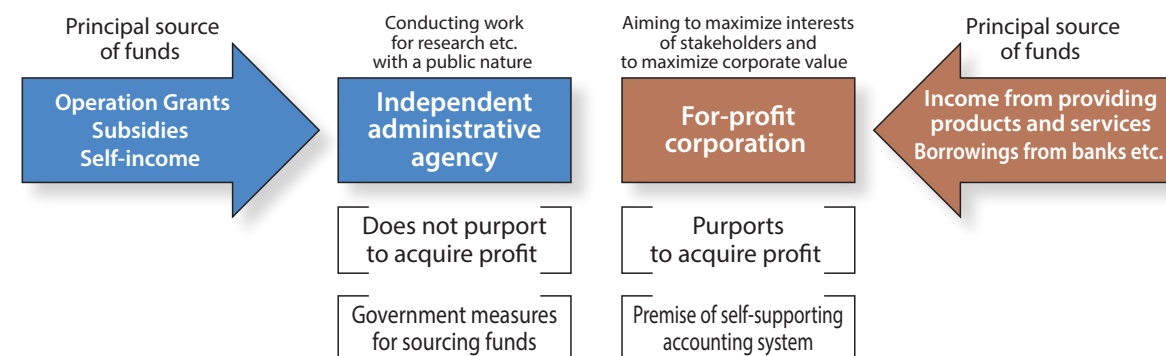 Principal source
of funds
Operation Grants
Subsidies
Self-income
Conducting work
for research etc.
with a public nature
Independent
administrative
agency
Does not purport
to acquire profit
Government measures
for sourcing funds
Aiming to maximize interests
of stakeholders and
to maximize corporate value
For-profit
corporation
Purports
to acquire profit
Premise of self-supporting
accounting system
Principal source
of funds
Income from providing
products and services
Borrowings from banks etc.